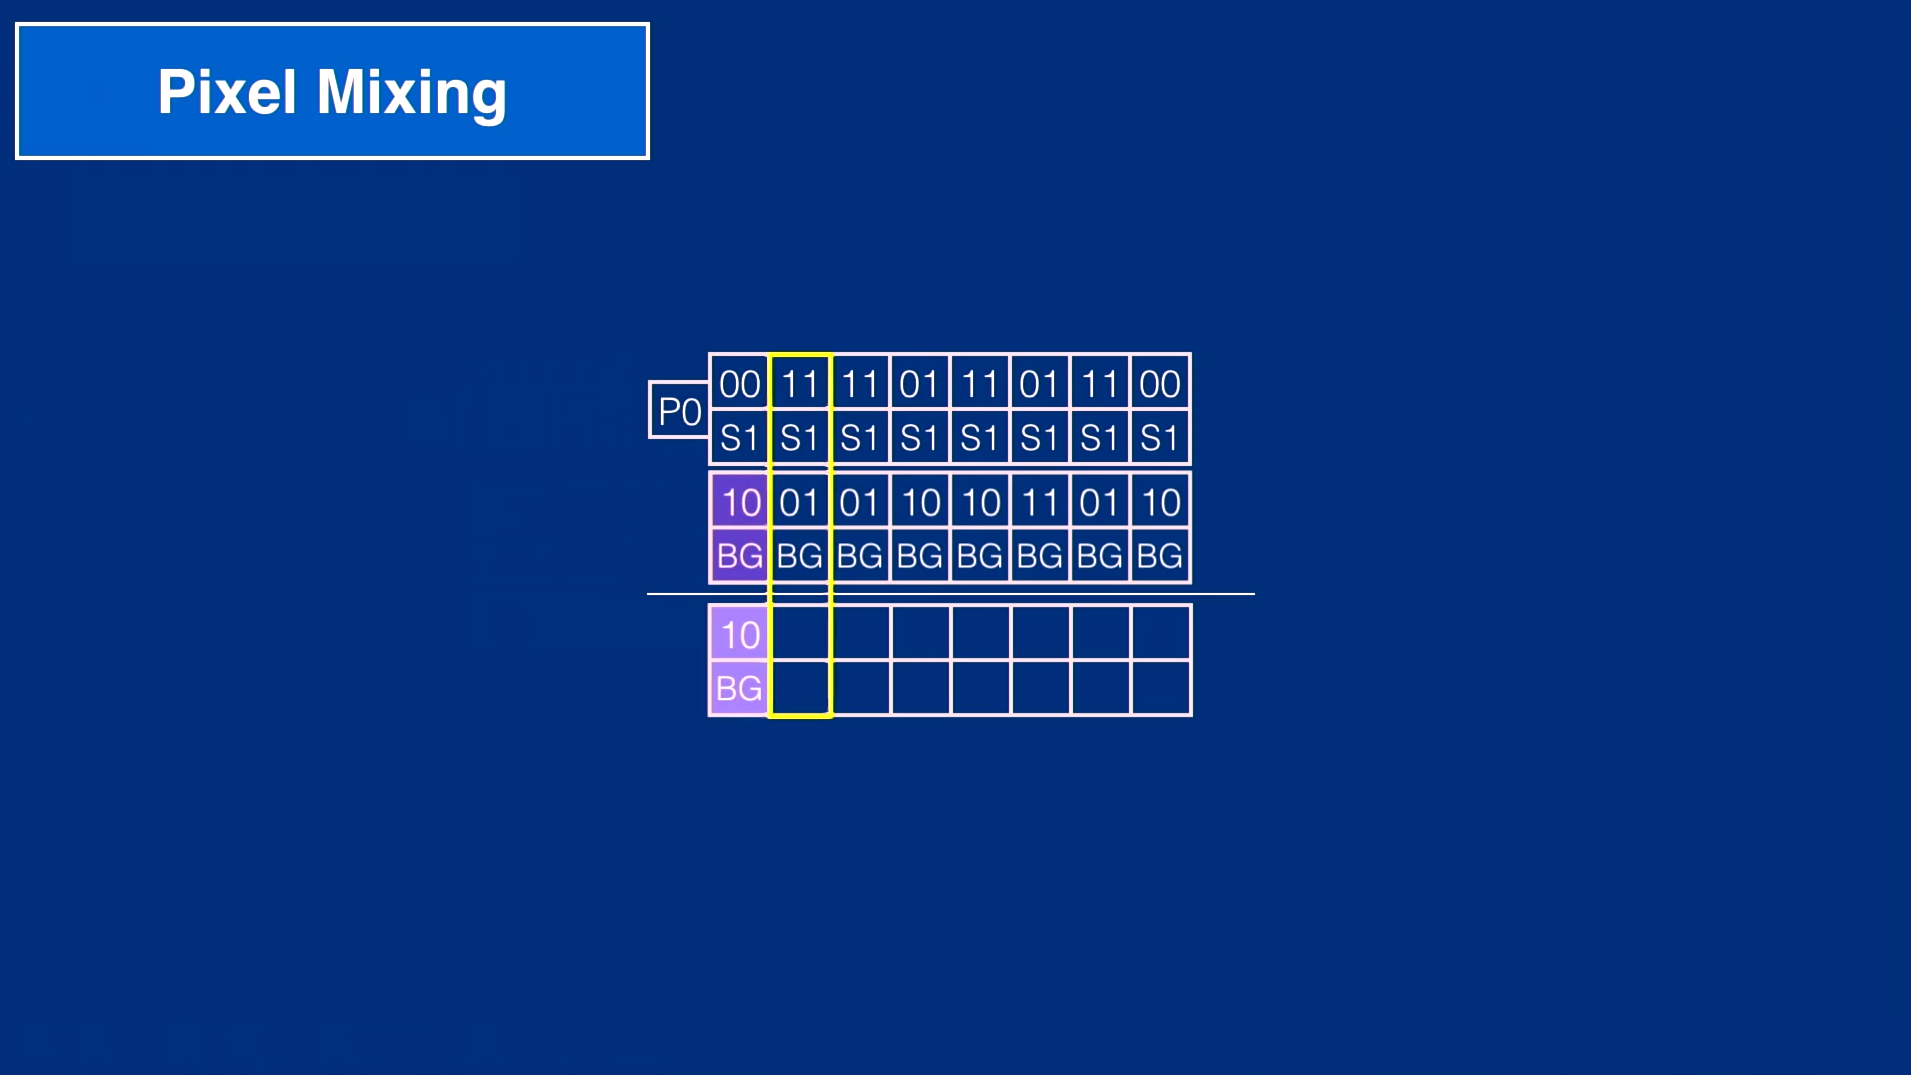 Pixel Mixing
P0
00 11 11 01 11 01 11 00
S1 S1 S1 S1 S1 S1 S1 S1
10 01 01 10 10 11 01 10
BG BG BG BG BG BG BG BG
10
BG